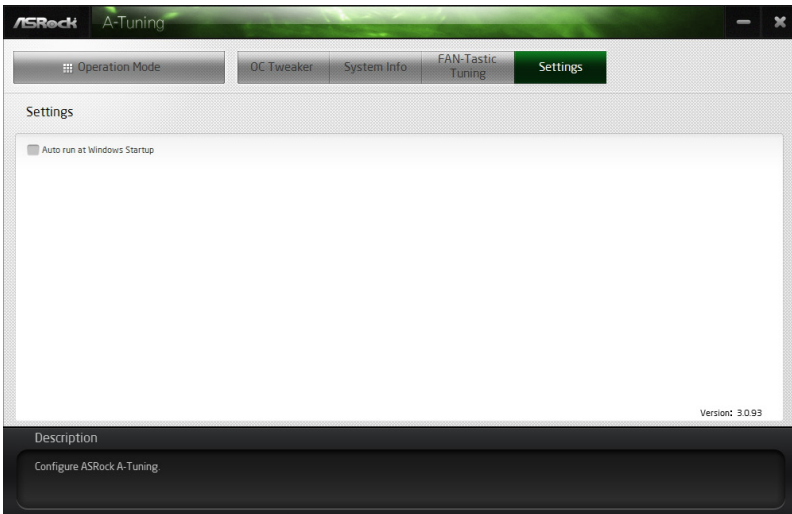 ASRock A-Tuning
Operation Mode
OC Tweaker
System Info
FAN-Tastic
Tuning
Settings
Settings
Auto run at Windows Startup
Version: 3.0.93
Description
Configure ASRock A-Tuning.